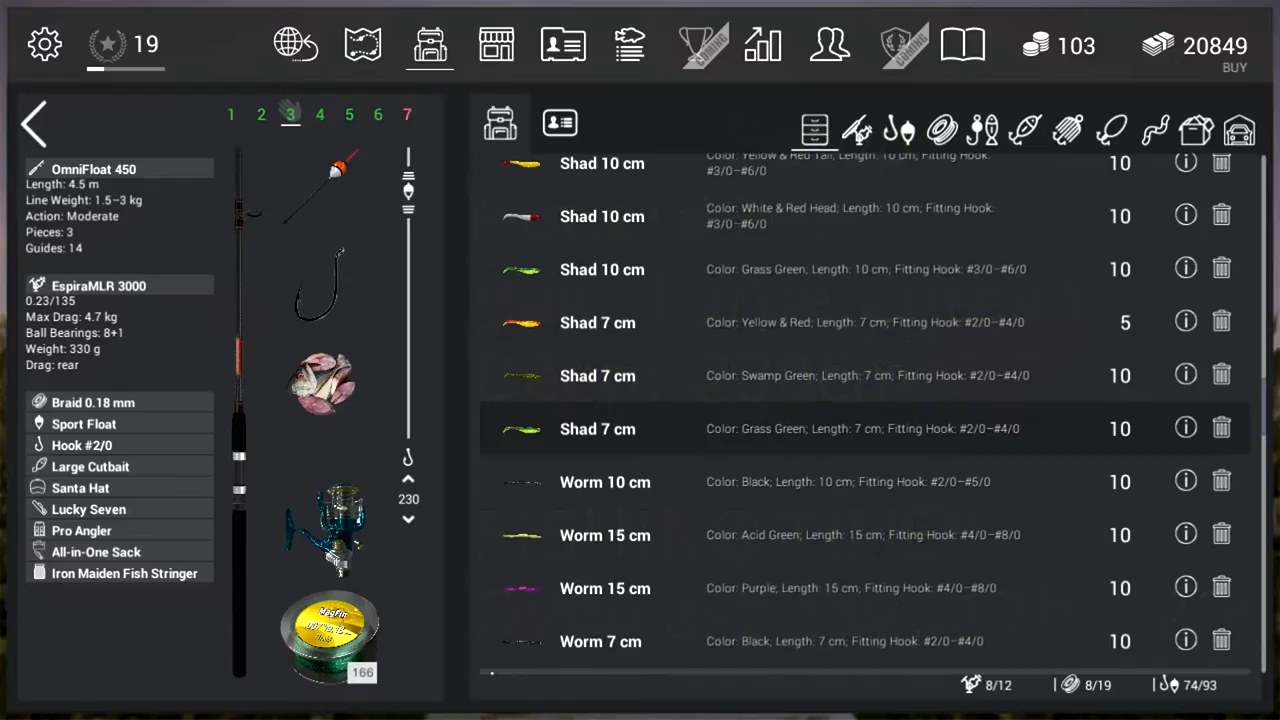 19
COMING
COMING
103
20849
BUY
1 2 3 4 5 6 7
OmniFloat 450
Length: 4.5 m
Line Weight: 1.5–3 kg
Action: Moderate
Pieces: 3
Guides: 14
EspiraMLR 3000
0.23/135
Max Drag: 4.7 kg
Ball Bearings: 8+1
Weight: 330 g
Drag: rear
Braid 0.18 mm
Sport Float
Hook #2/0
Large Cutbait
Santa Hat
Lucky Seven
Pro Angler
All-in-One Sack
Iron Maiden Fish Stringer
230
MagFin
166
Shad 10 cm Color: Yellow & Red Tail; Length: 10 cm; Fitting Hook: #3/0–#6/0 10
Shad 10 cm Color: White & Red Head; Length: 10 cm; Fitting Hook: #3/0–#6/0 10
Shad 10 cm Color: Grass Green; Length: 10 cm; Fitting Hook: #3/0–#6/0 10
Shad 7 cm Color: Yellow & Red; Length: 7 cm; Fitting Hook: #2/0–#4/0 5
Shad 7 cm Color: Swamp Green; Length: 7 cm; Fitting Hook: #2/0–#4/0 10
Shad 7 cm Color: Grass Green; Length: 7 cm; Fitting Hook: #2/0–#4/0 10
Worm 10 cm Color: Black; Length: 10 cm; Fitting Hook: #2/0–#5/0 10
Worm 15 cm Color: Acid Green; Length: 15 cm; Fitting Hook: #4/0–#8/0 10
Worm 15 cm Color: Purple; Length: 15 cm; Fitting Hook: #4/0–#8/0 10
Worm 7 cm Color: Black; Length: 7 cm; Fitting Hook: #2/0–#4/0 10
8/12 | 8/19 | 74/93